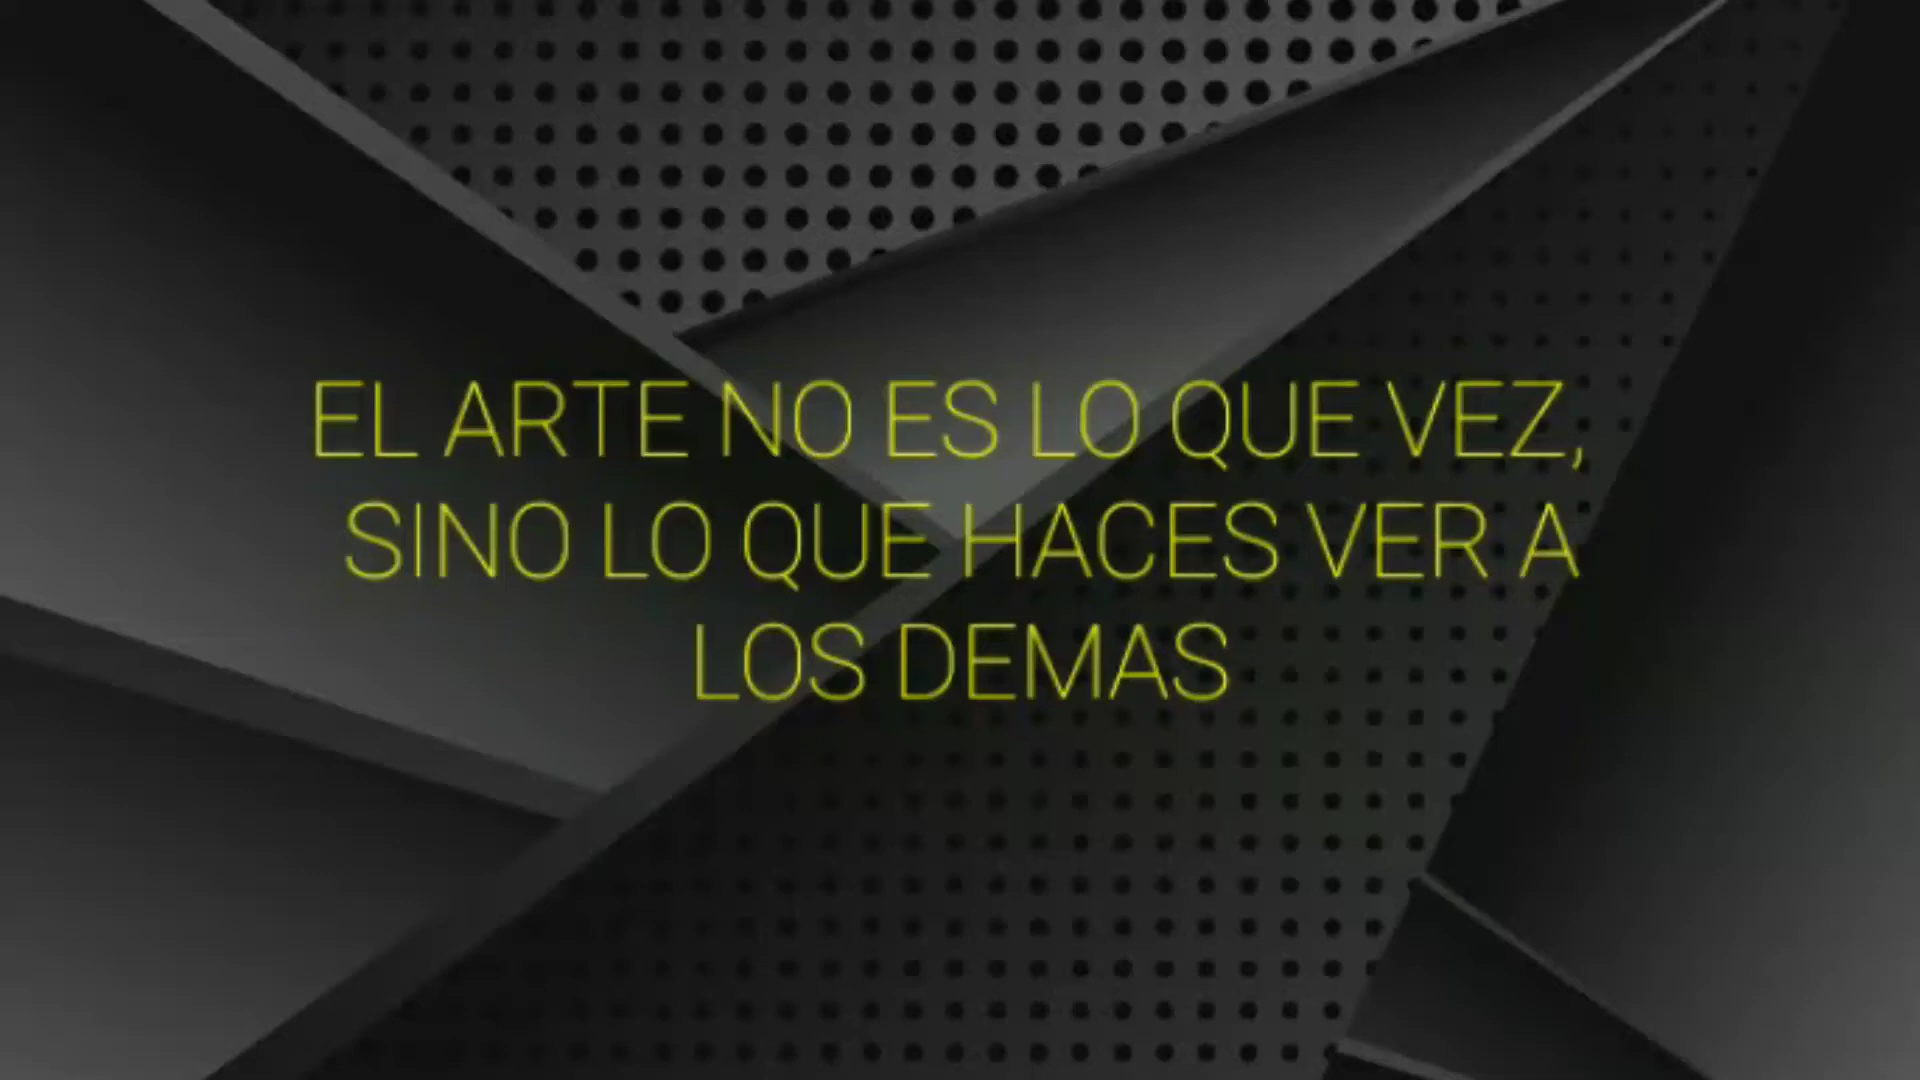 EL ARTE NO ES LO QUE VEZ,
SINO LO QUE HACES VER A
LOS DEMAS